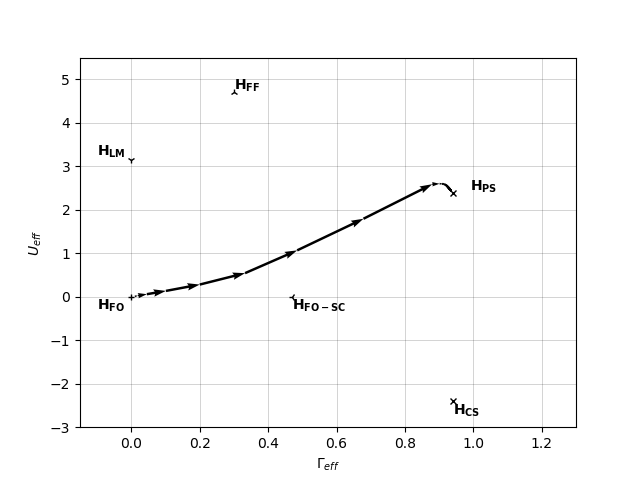 5
H_FF
4
H_LM
3
H_PS
2
U_eff
1
0
H_FO
H_FO-SC
−1
−2
H_CS
−3
0.0 0.2 0.4 0.6 0.8 1.0 1.2
Γ_eff